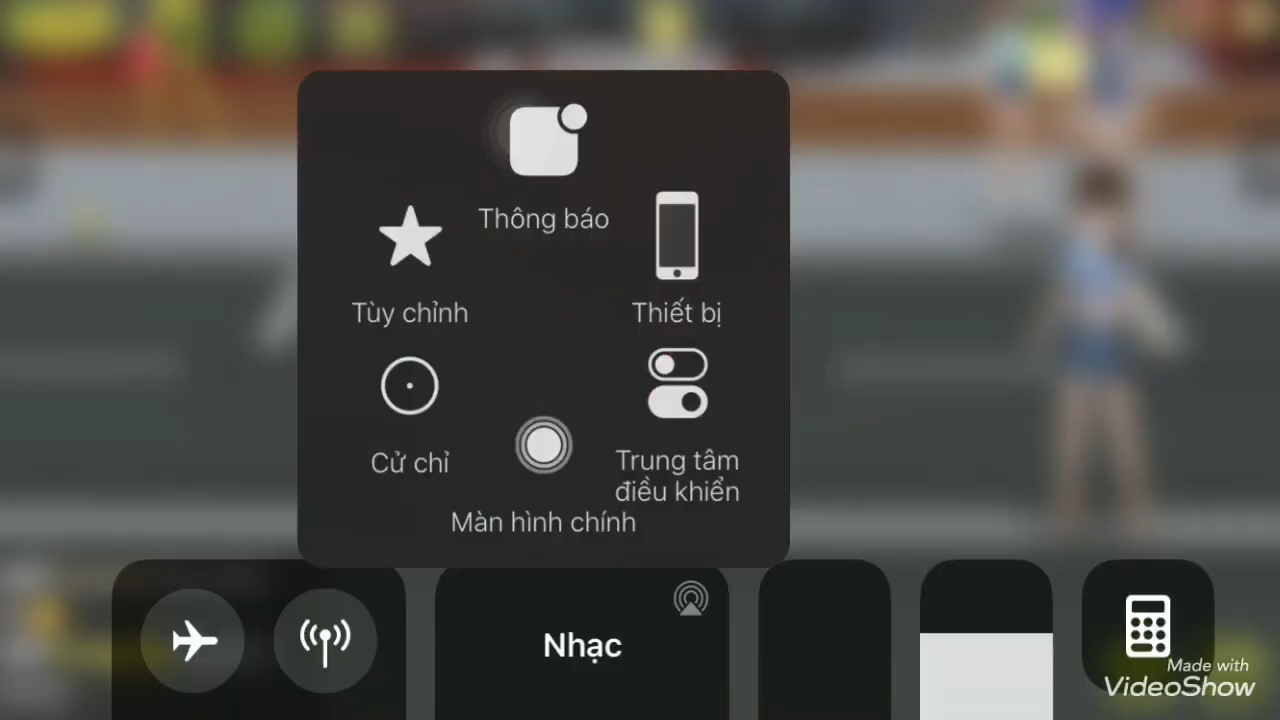 Thông báo
Tùy chỉnh
Thiết bị
Cử chỉ
Trung tâm
điều khiển
Màn hình chính
Nhạc
Made with
VideoShow